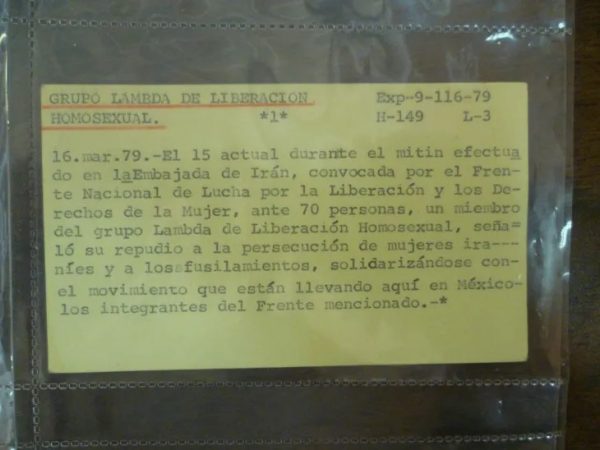 GRUPO LAMBDA DE LIBERACION Exp-9-116-79
HOMOSEXUAL. *1* H-149 L-3
16.mar.79.-El 15 actual durante el mitin efectua
do en laEmbajada de Irán, convocada por el Fren-
te Nacional de Lucha por la Liberación y los De-
rechos de la Mujer, ante 70 personas, un miembro
del grupo Lambda de Liberación Homosexual, seña=
ló su repudio a la persecución de mujeres ira---
níes y a los fusilamientos, solidarizándose con-
el movimiento que están llevando aquí en México-
los integrantes del Frente mencionado.-*